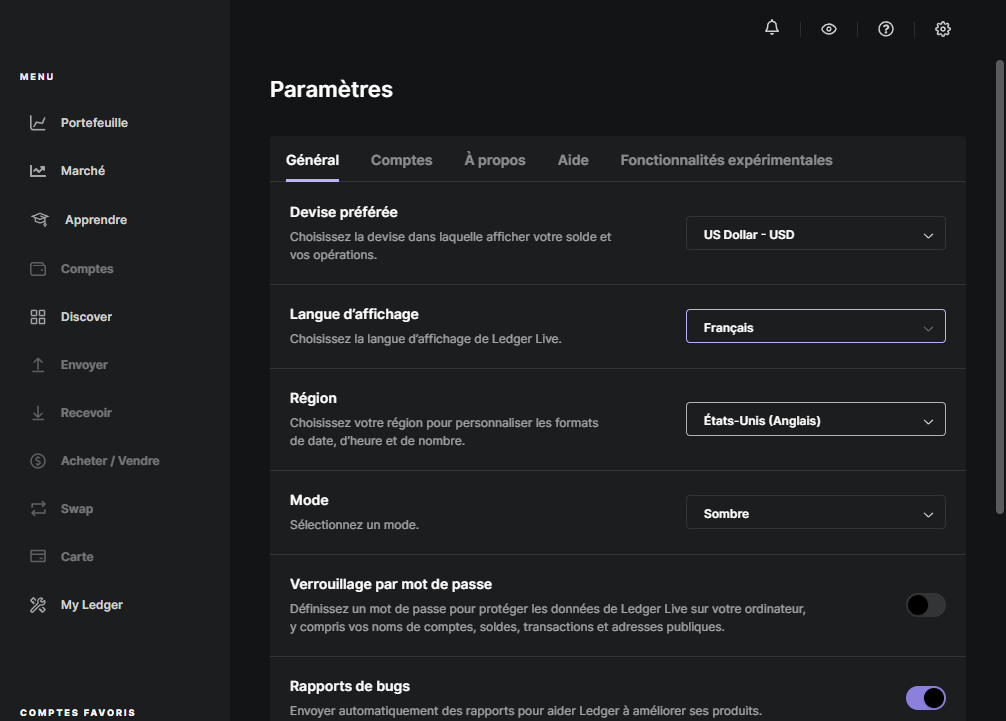 MENU
Portefeuille
Marché
Apprendre
Comptes
Discover
Envoyer
Recevoir
Acheter / Vendre
Swap
Carte
My Ledger
COMPTES FAVORIS
Paramètres
Général Comptes À propos Aide Fonctionnalités expérimentales
Devise préférée
Choisissez la devise dans laquelle afficher votre solde et
vos opérations.
US Dollar - USD
Langue d’affichage
Choisissez la langue d’affichage de Ledger Live.
Français
Région
Choisissez votre région pour personnaliser les formats
de date, d’heure et de nombre.
États-Unis (Anglais)
Mode
Sélectionnez un mode.
Sombre
Verrouillage par mot de passe
Définissez un mot de passe pour protéger les données de Ledger Live sur votre ordinateur,
y compris vos noms de comptes, soldes, transactions et adresses publiques.
Rapports de bugs
Envoyer automatiquement des rapports pour aider Ledger à améliorer ses produits.